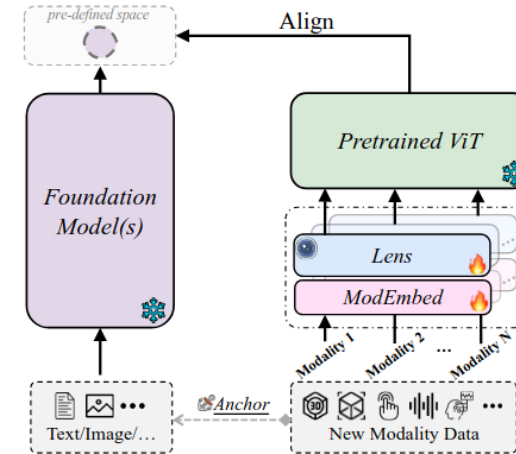 pre-defined space
Align
Foundation
Model(s)
Pretrained ViT
Lens
ModEmbed
Modality 1
Modality 2
...
Modality N
Anchor
3D
Text/Image/...
New Modality Data